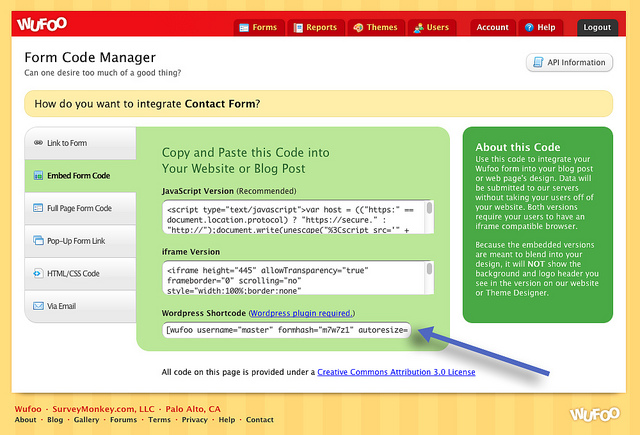 WUFOO
Forms Reports Themes Users Account Help Logout
Form Code Manager
Can one desire too much of a good thing?
API Information
How do you want to integrate Contact Form?
Link to Form
Embed Form Code
Full Page Form Code
Pop-Up Form Link
HTML/CSS Code
Via Email
Copy and Paste this Code into
Your Website or Blog Post
JavaScript Version (Recommended)
<script type="text/javascript">var host = (("https:" ==
document.location.protocol) ? "https://secure." :
"http://");document.write(unescape("%3Cscript src='" +
iframe Version
<iframe height="445" allowTransparency="true"
frameborder="0" scrolling="no"
style="width:100%;border:none"
Wordpress Shortcode (Wordpress plugin required.)
[wufoo username="master" formhash="m7w7z1" autoresize=
About this Code
Use this code to integrate your
Wufoo form into your blog post
or web page's design. Data will
be submitted to our servers
without taking your users off of
your website. Both versions
require your users to have an
iframe compatible browser.
Because the embedded versions
are meant to blend into your
design, it will NOT show the
background and logo header you
see in the version on our website
or Theme Designer.
All code on this page is provided under a Creative Commons Attribution 3.0 License
Wufoo · SurveyMonkey.com, LLC · Palo Alto, CA
About · Blog · Gallery · Forums · Terms · Privacy · Help · Contact
WUFOO